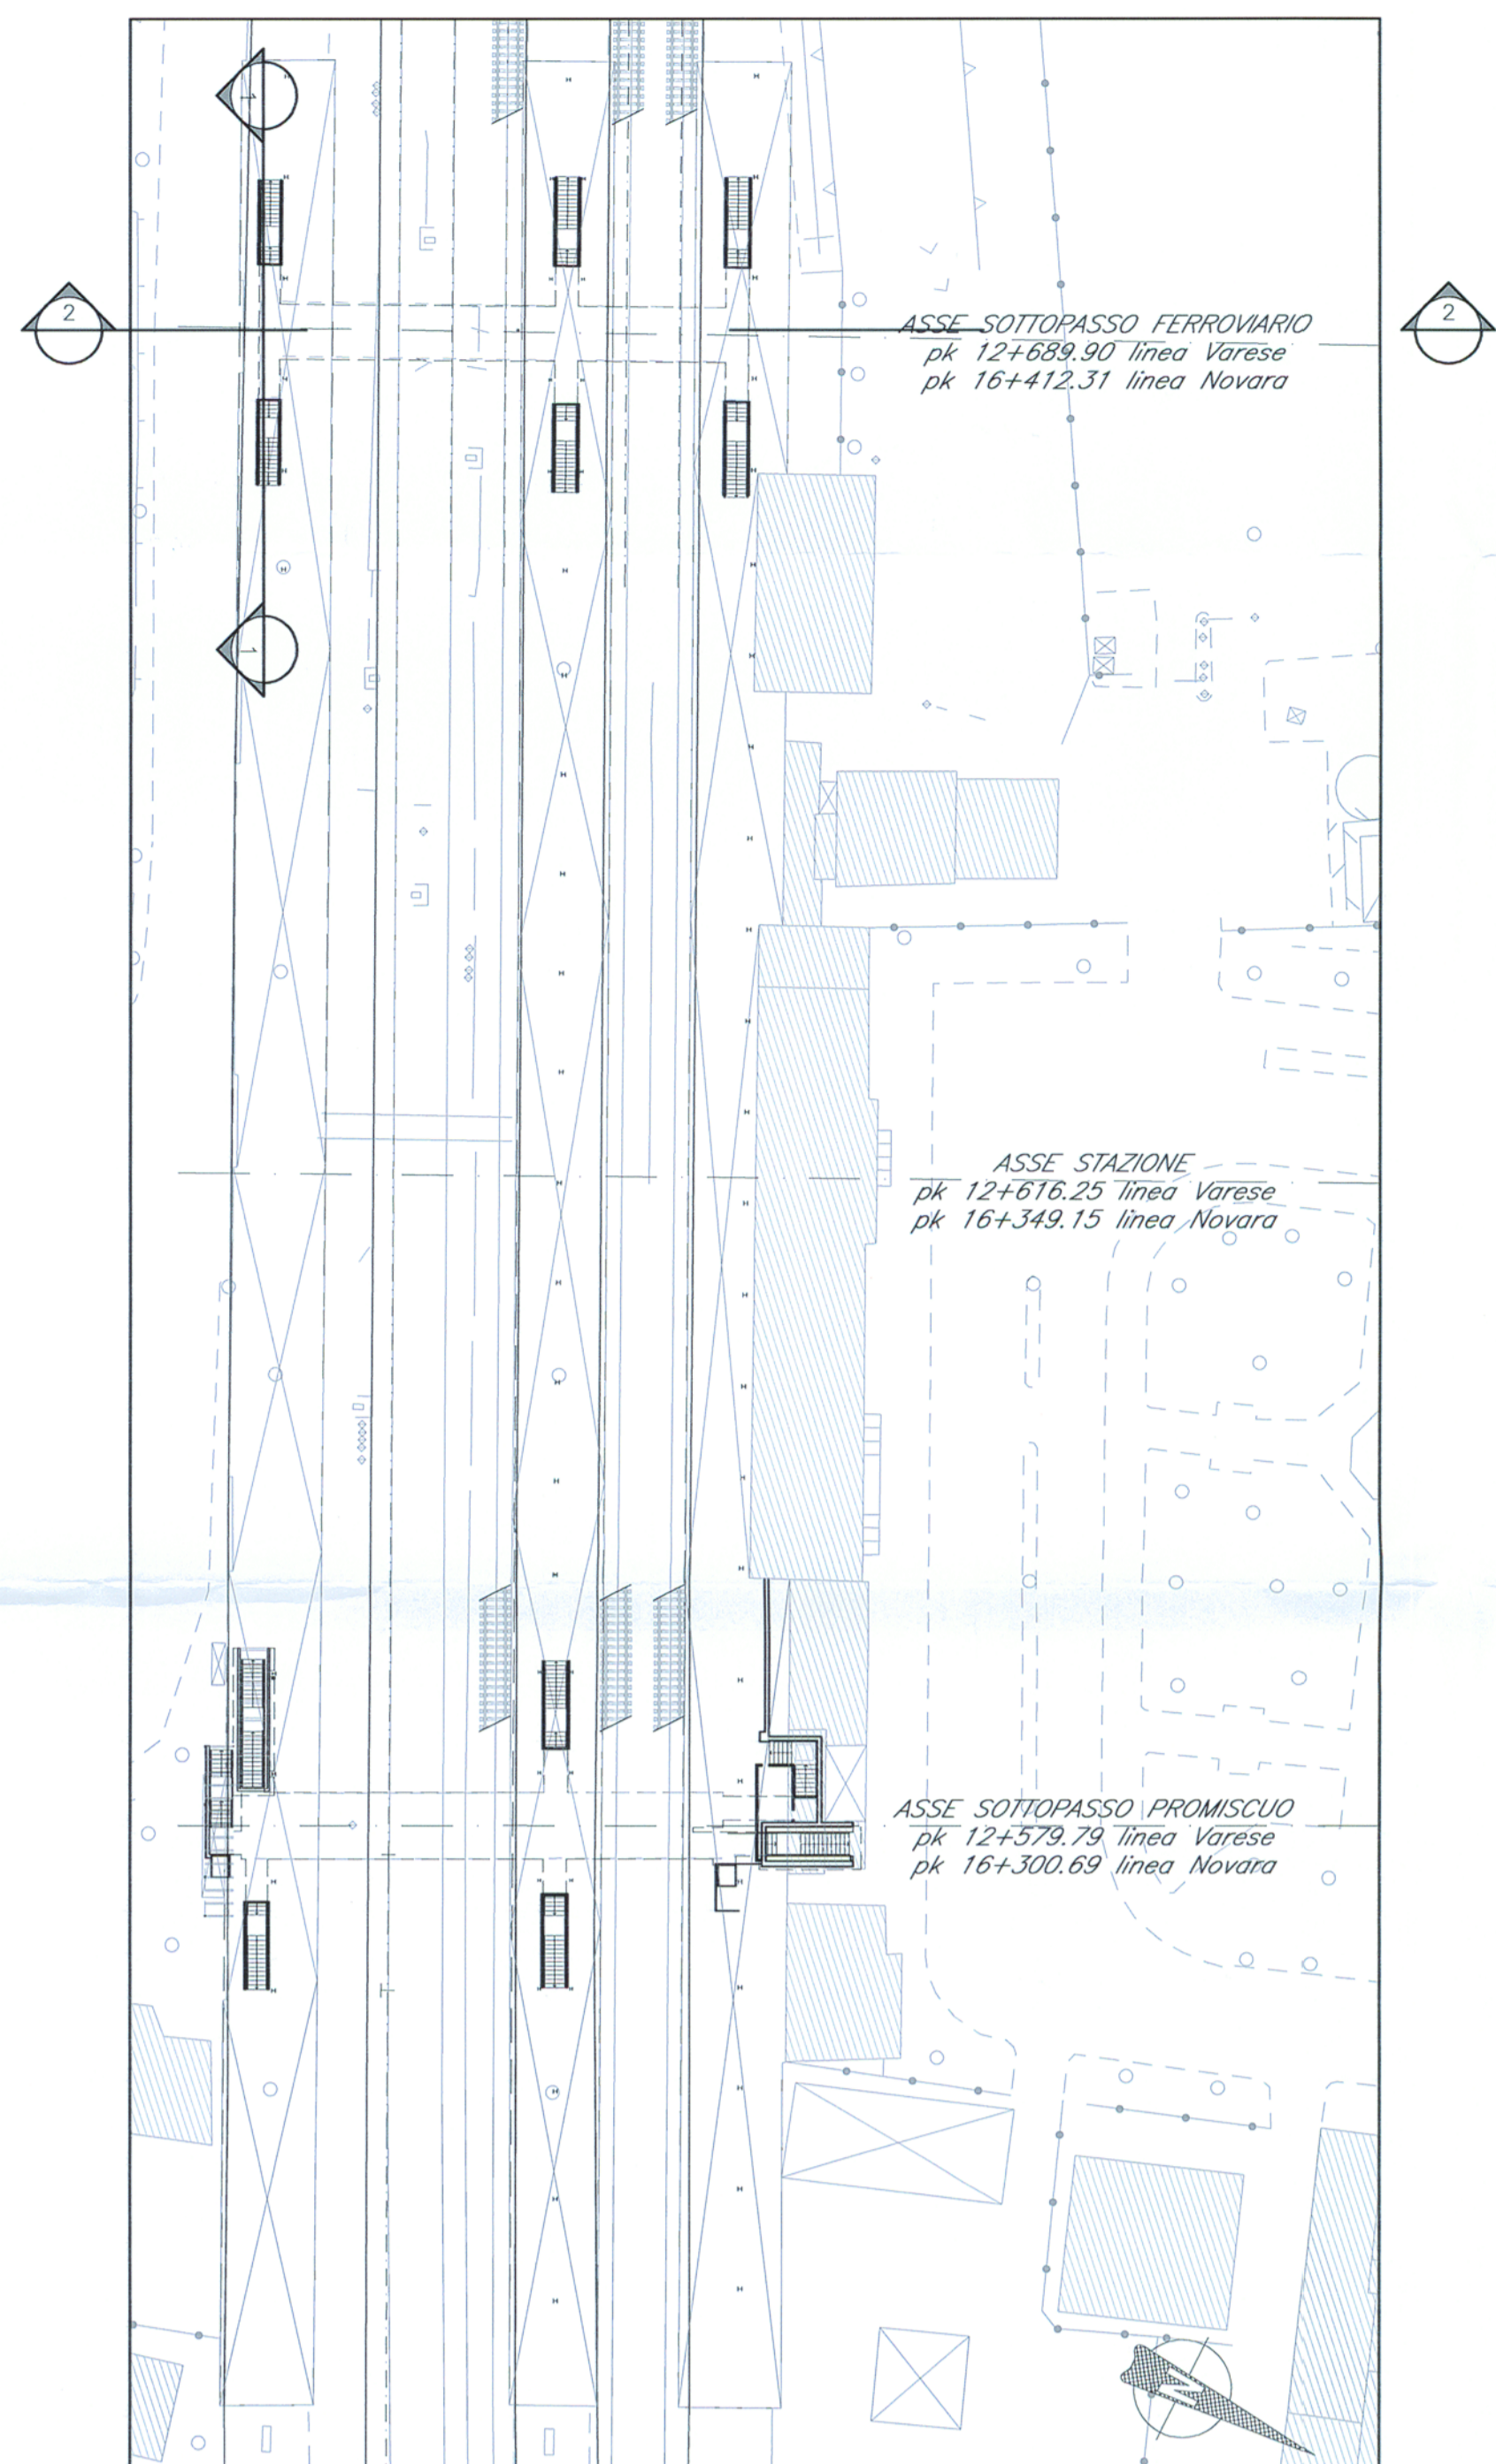 1
2
2
ASSE SOTTOPASSO FERROVIARIO
pk 12+689.90 linea Varese
pk 16+412.31 linea Novara
1
ASSE STAZIONE
pk 12+616.25 linea Varese
pk 16+349.15 linea Novara
ASSE SOTTOPASSO PROMISCUO
pk 12+579.79 linea Varese
pk 16+300.69 linea Novara
N